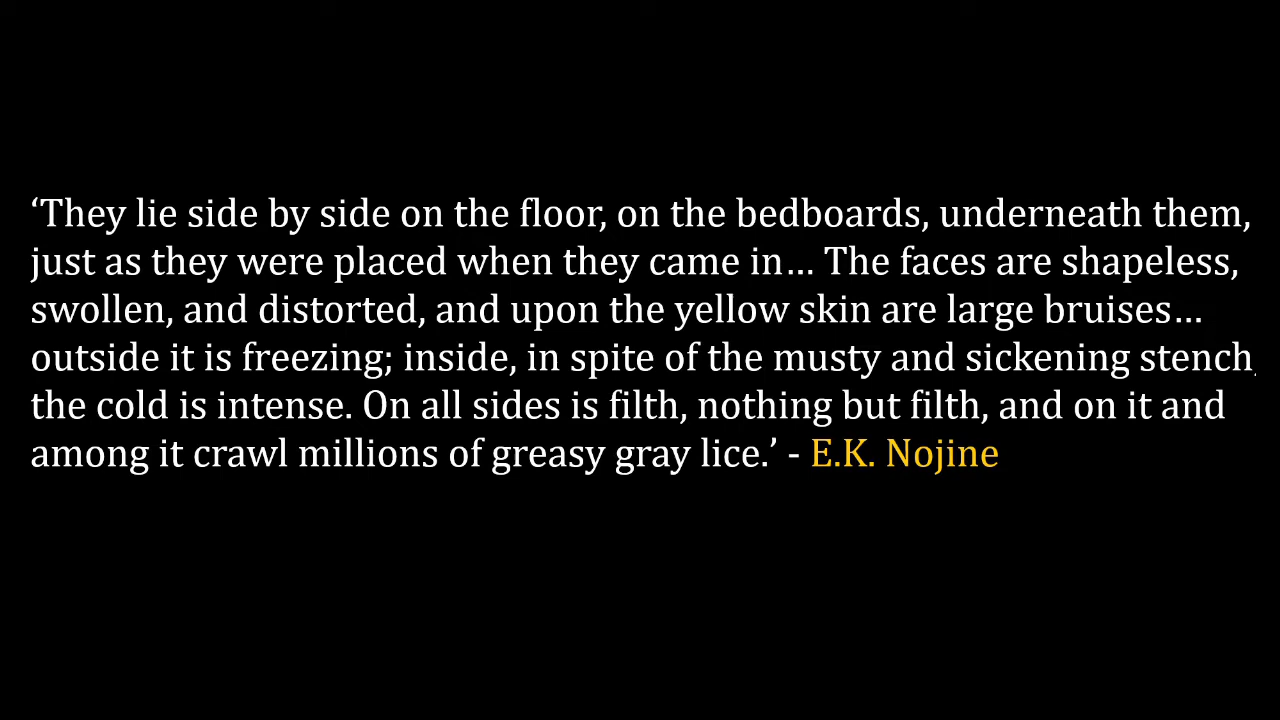 ‘They lie side by side on the floor, on the bedboards, underneath them,
just as they were placed when they came in… The faces are shapeless,
swollen, and distorted, and upon the yellow skin are large bruises…
outside it is freezing; inside, in spite of the musty and sickening stench,
the cold is intense. On all sides is filth, nothing but filth, and on it and
among it crawl millions of greasy gray lice.’ - E.K. Nojine